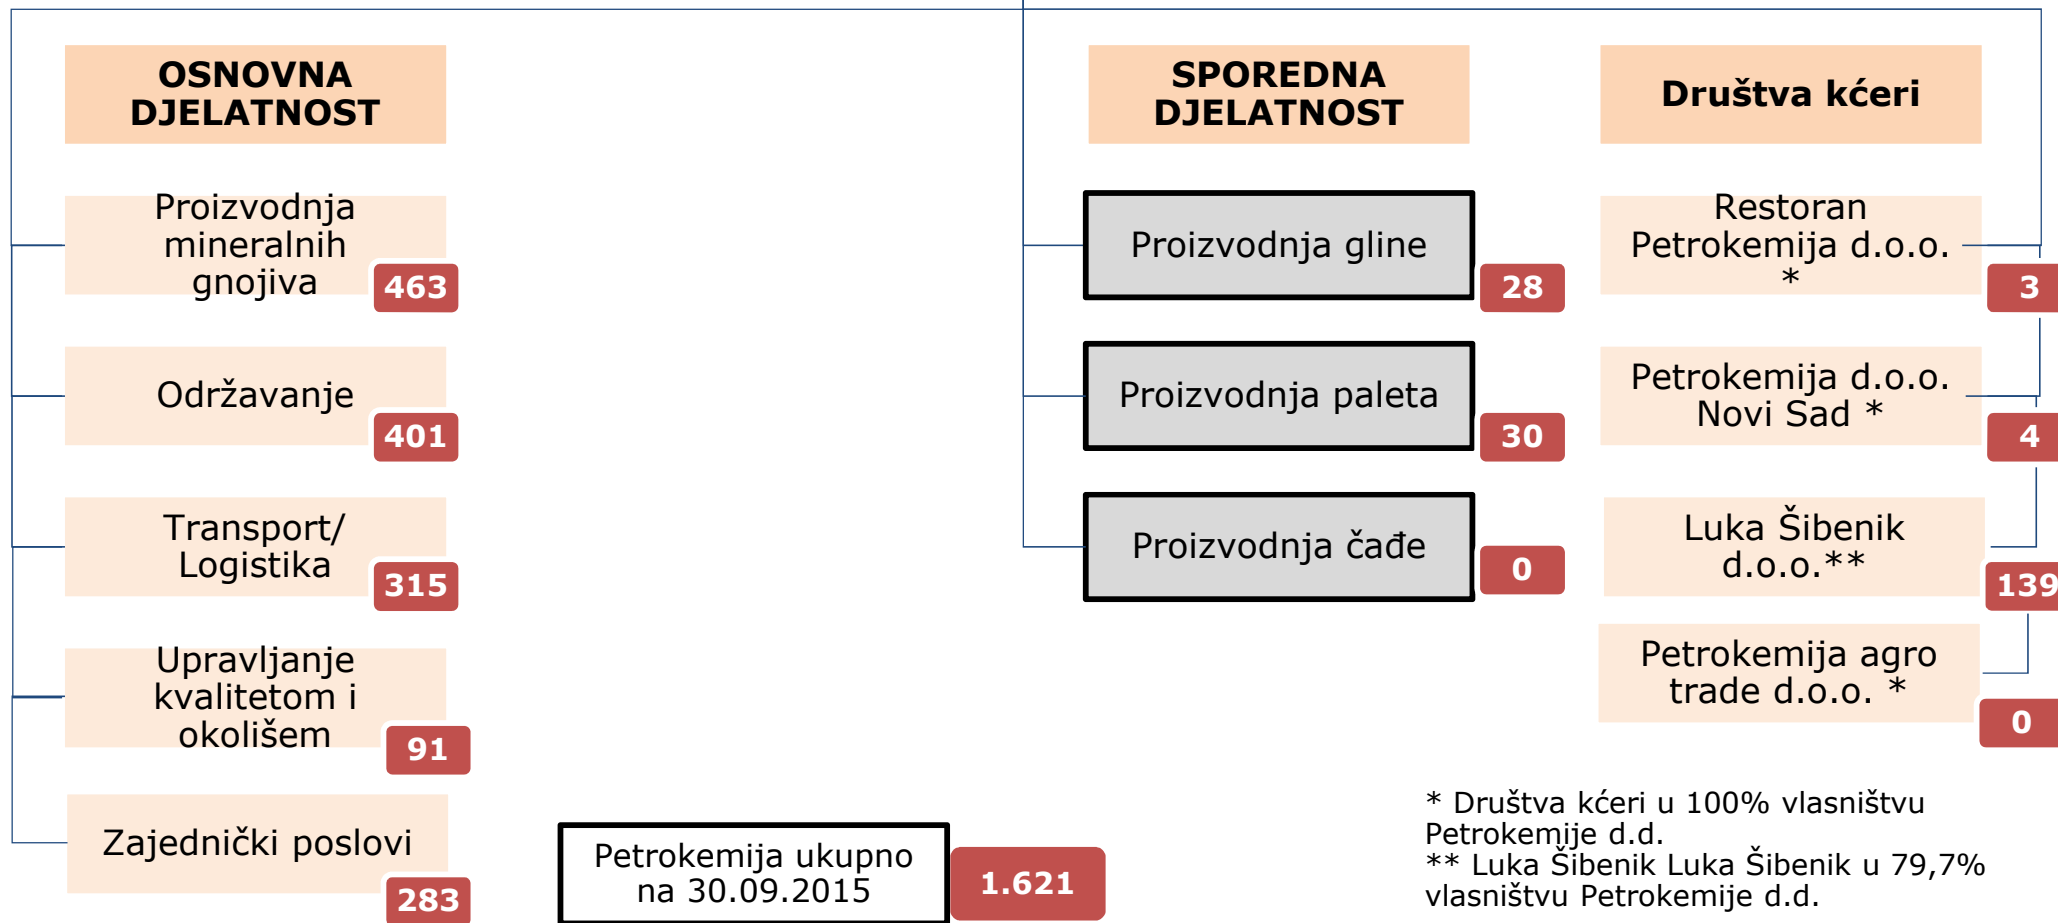 OSNOVNA
DJELATNOST
Proizvodnja
mineralnih
gnojiva
463
Održavanje
401
Transport/
Logistika
315
Upravljanje
kvalitetom i
okolišem
91
Zajednički poslovi
283
Petrokemija ukupno
na 30.09.2015
1.621
SPOREDNA
DJELATNOST
Proizvodnja gline
28
Proizvodnja paleta
30
Proizvodnja čađe
0
Društva kćeri
Restoran
Petrokemija d.o.o.
*
3
Petrokemija d.o.o.
Novi Sad *
4
Luka Šibenik
d.o.o.**
139
Petrokemija agro
trade d.o.o. *
0
* Društva kćeri u 100% vlasništvu
Petrokemije d.d.
** Luka Šibenik Luka Šibenik u 79,7%
vlasništvu Petrokemije d.d.